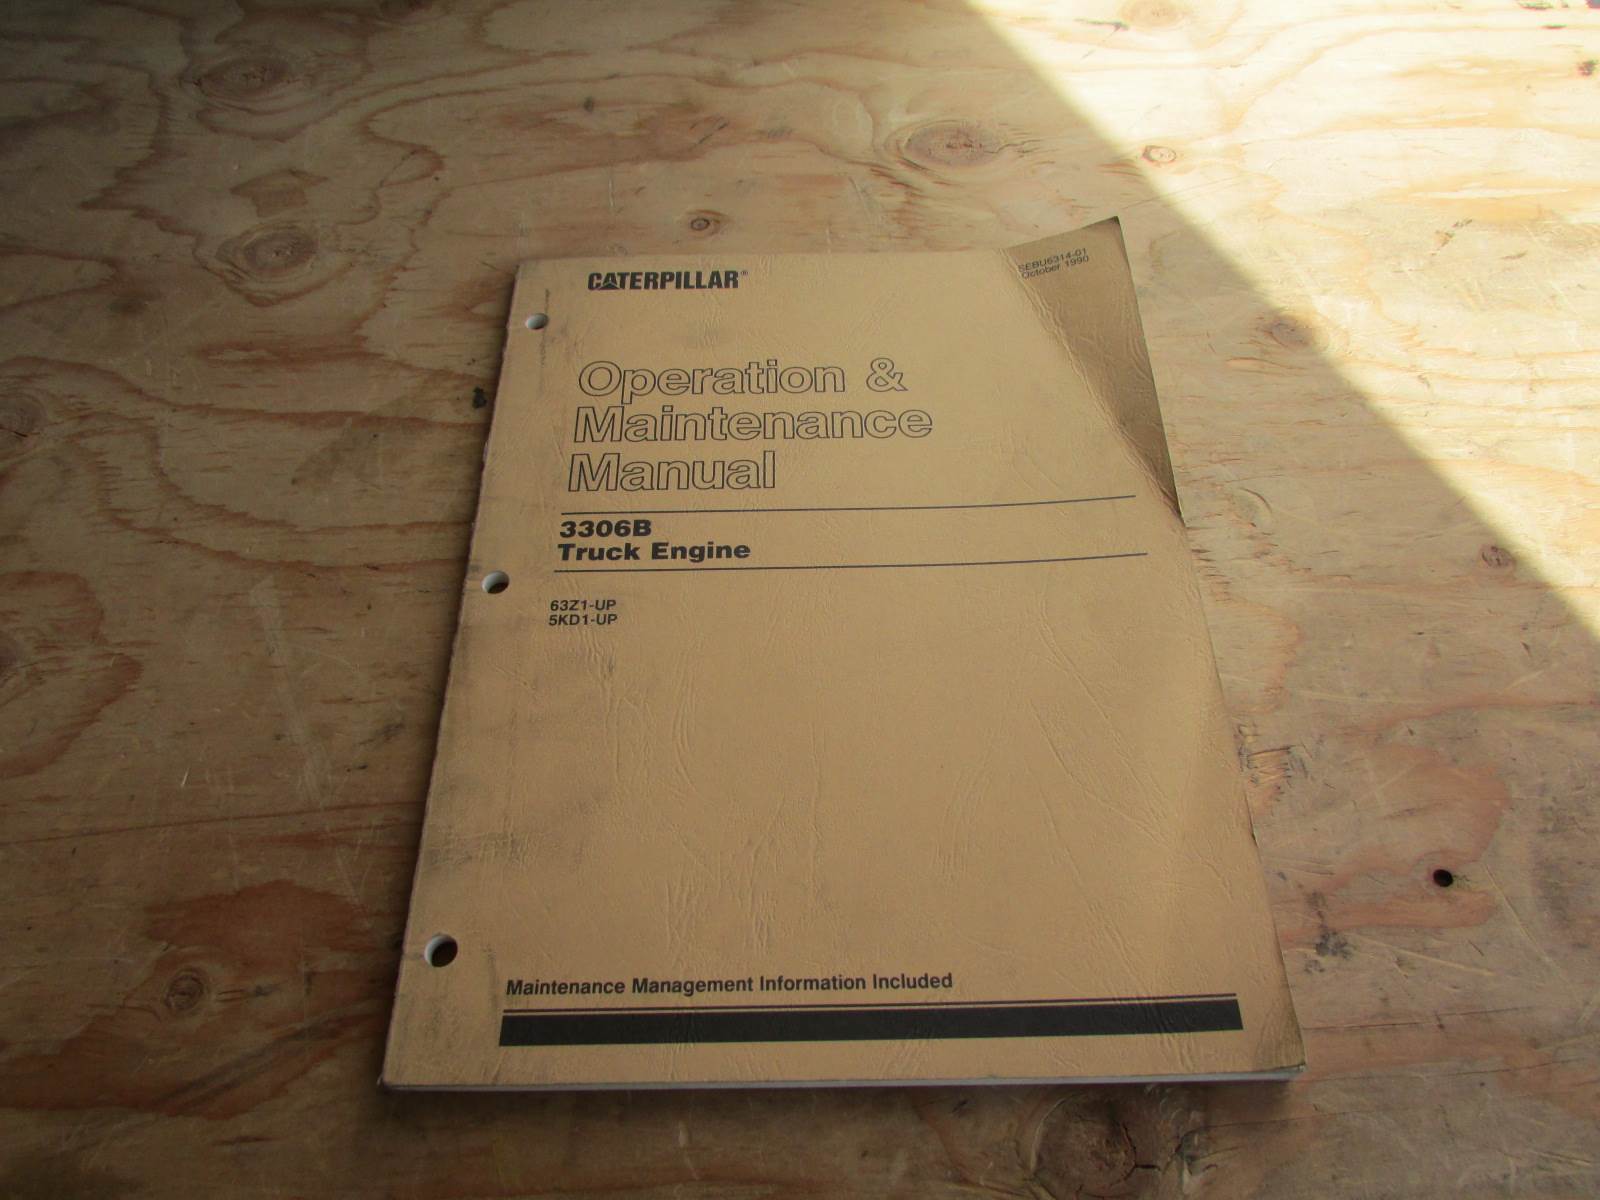 CATERPILLAR®
SEBU6314-01
October 1990
Operation &
Maintenance
Manual
3306B
Truck Engine
63Z1-UP
5KD1-UP
Maintenance Management Information Included